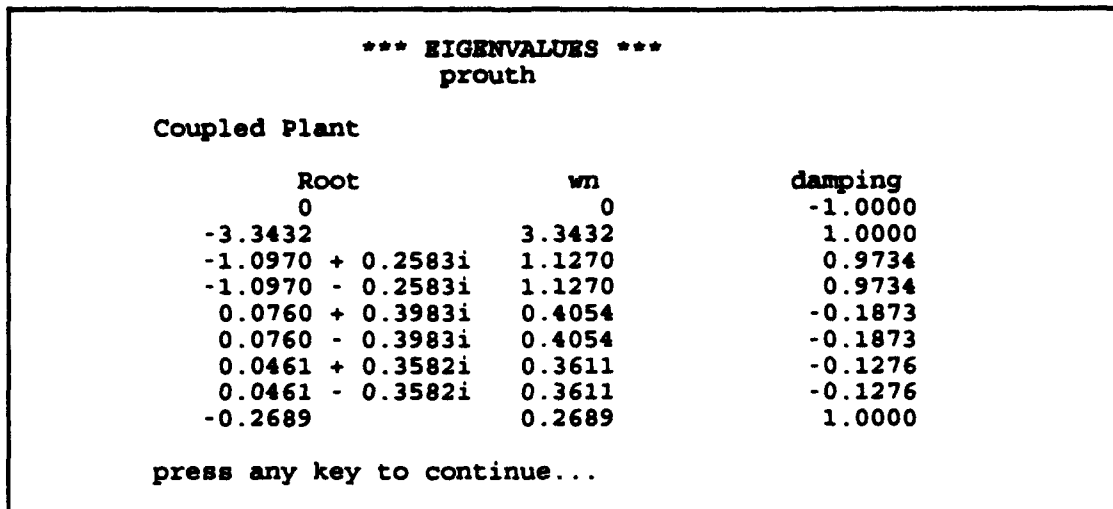 *** EIGENVALUES ***
prouth
Coupled Plant
Root wn damping
0 0 -1.0000
-3.3432 3.3432 1.0000
-1.0970 + 0.2583i 1.1270 0.9734
-1.0970 - 0.2583i 1.1270 0.9734
0.0760 + 0.3983i 0.4054 -0.1873
0.0760 - 0.3983i 0.4054 -0.1873
0.0461 + 0.3582i 0.3611 -0.1276
0.0461 - 0.3582i 0.3611 -0.1276
-0.2689 0.2689 1.0000
press any key to continue...